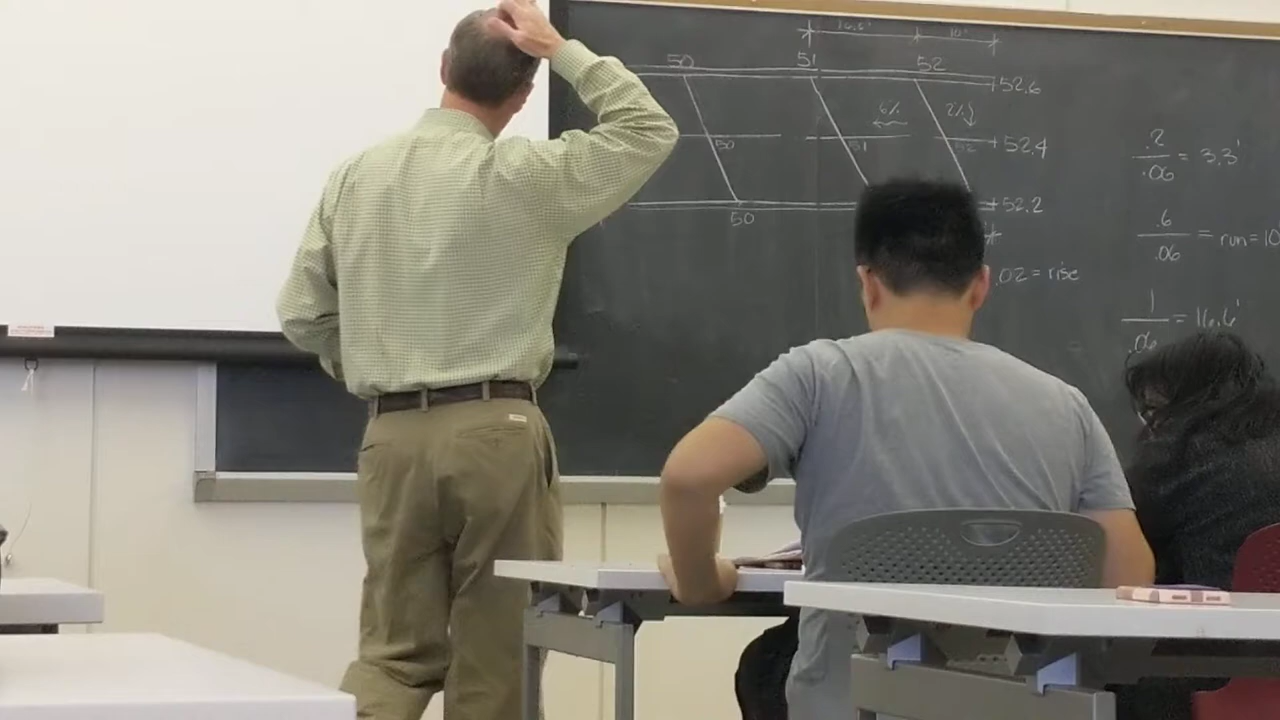 16.6' 10'
50 51 52
52.6
6% 2%
50 51 52 52.4
52.2
50
.02 = rise
.2
.06 = 3.3'
.6
.06 = run = 10
1
.06 = 16.6'